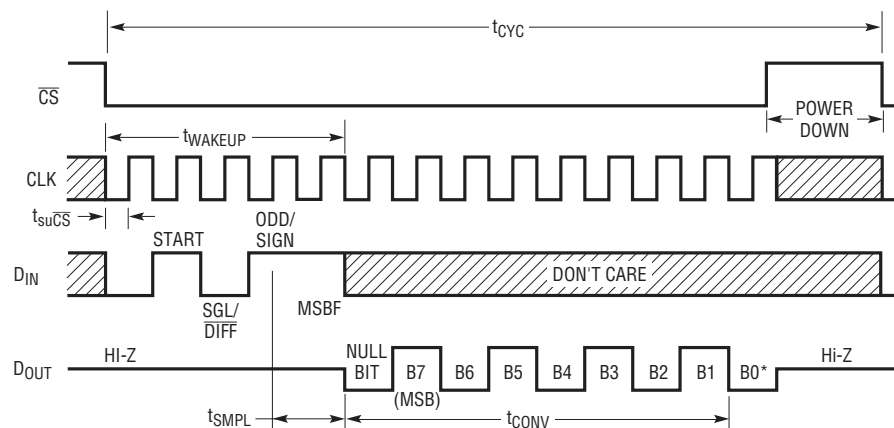 tCYC
CS
POWER
DOWN
tWAKEUP
CLK
tsuCS
START
ODD/
SIGN
DIN
DON'T CARE
SGL/
DIFF
MSBF
HI-Z
NULL
BIT
B7
B6
B5
B4
B3
B2
B1
B0*
Hi-Z
DOUT
(MSB)
tSMPL
tCONV